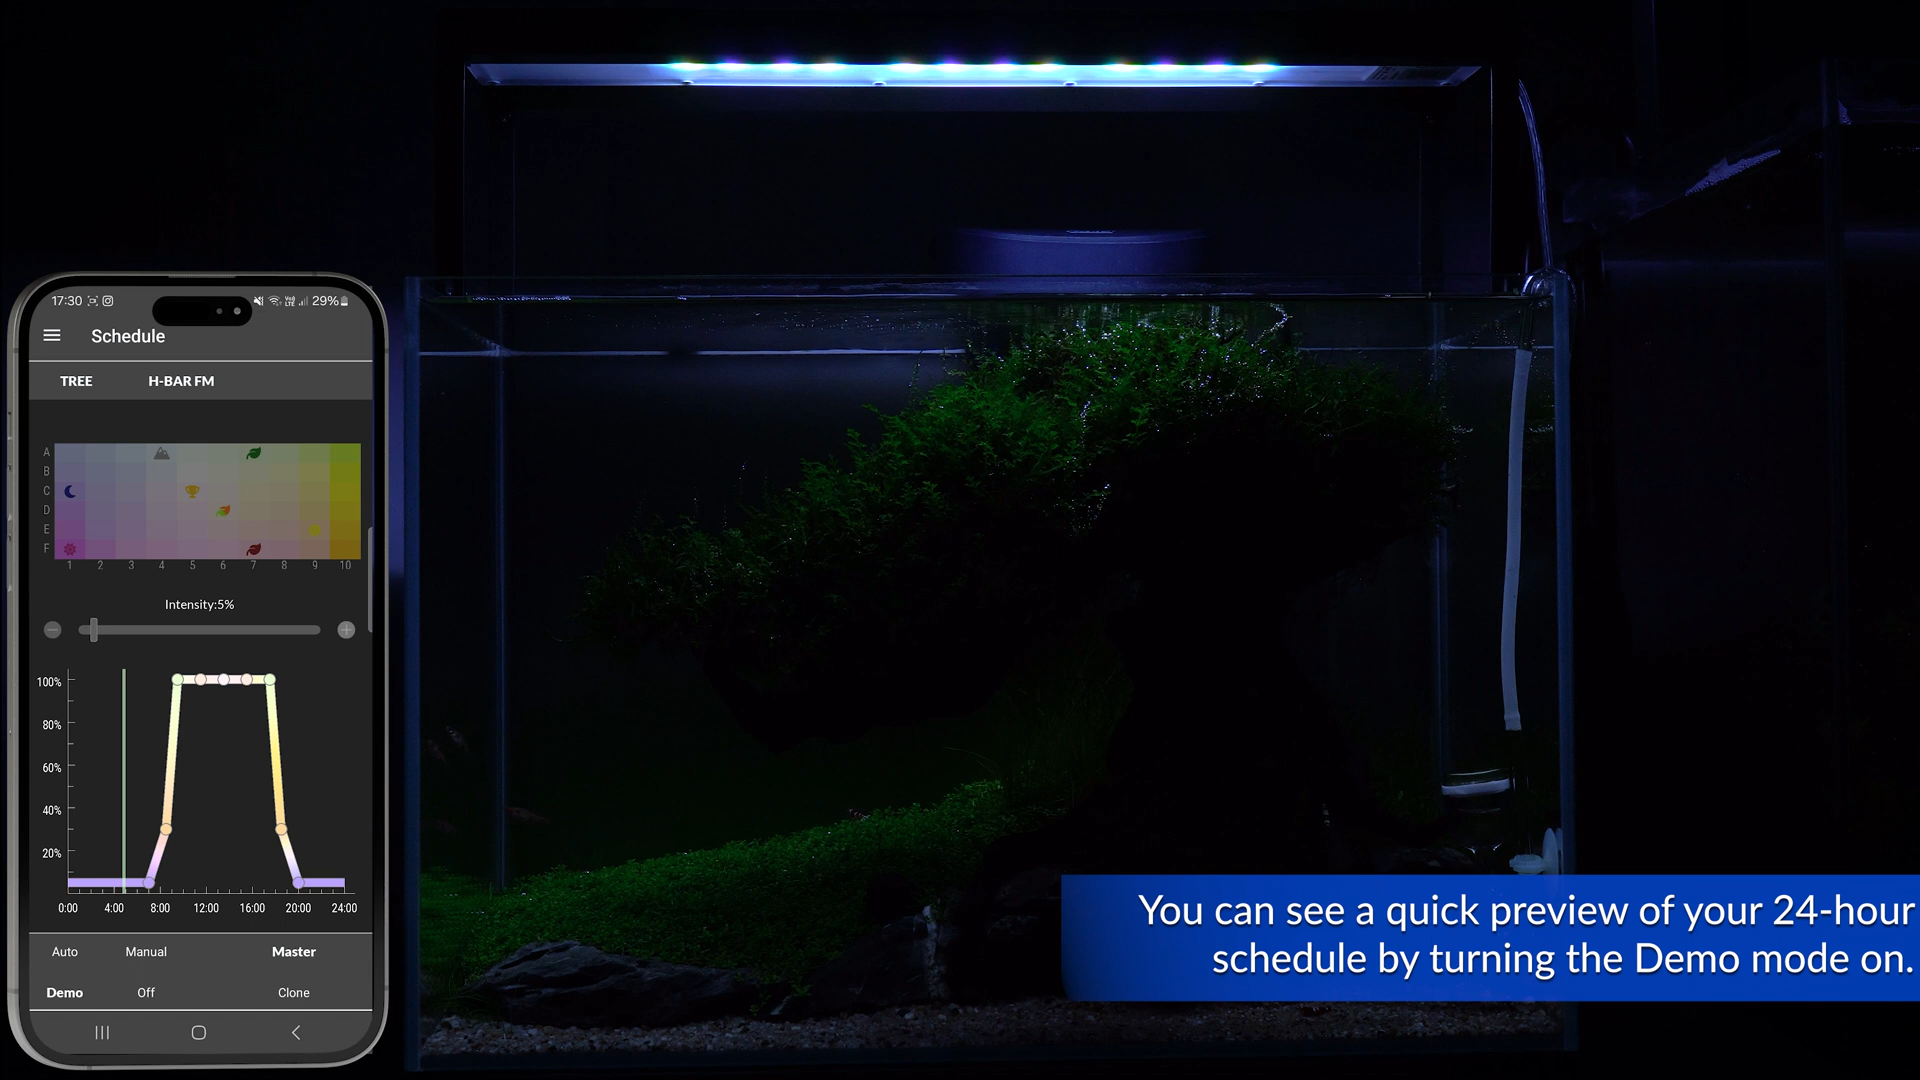 17:30 29%
Schedule
TREE H-BAR FM
A
B
C
D
E
F
1 2 3 4 5 6 7 8 9 10
Intensity:5%
100%
80%
60%
40%
20%
0:00 4:00 8:00 12:00 16:00 20:00 24:00
Auto Manual Master
Demo Off Clone
You can see a quick preview of your 24-hour
schedule by turning the Demo mode on.